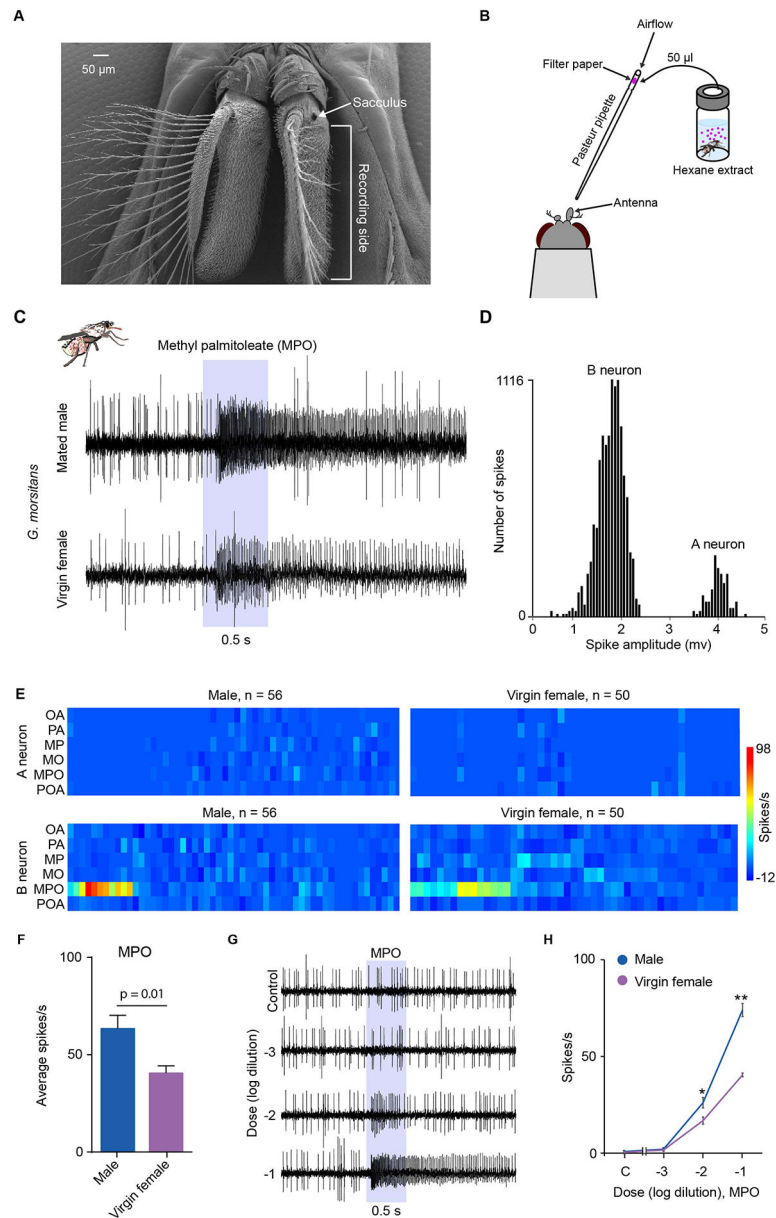 A
50 µm
Sacculus
Recording side
B
Airflow
Filter paper
50 µl
Pasteur pipette
Hexane extract
Antenna
C
Methyl palmitoleate (MPO)
G. morsitans
Mated male
Virgin female
0.5 s
D
B neuron
1116
Number of spikes
A neuron
0
0 1 2 3 4 5
Spike amplitude (mv)
E
Male, n = 56
Virgin female, n = 50
A neuron
OA
PA
MP
MO
MPO
POA
Male, n = 56
Virgin female, n = 50
B neuron
OA
PA
MP
MO
MPO
POA
98
Spikes/s
-12
F
MPO
100
p = 0.01
50
0
Average spikes/s
Male
Virgin female
G
MPO
Control
-3
-2
-1
Dose (log dilution)
0.5 s
H
Male
Virgin female
100
50
0
Spikes/s
**
*
C -3 -2 -1
Dose (log dilution), MPO